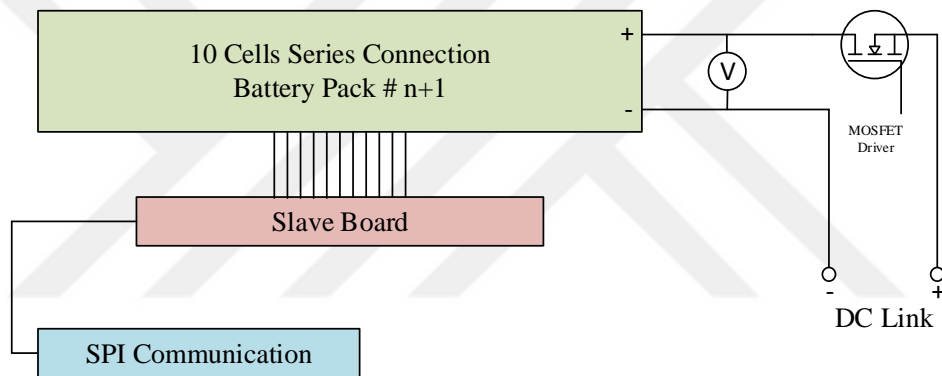 10 Cells Series Connection
Battery Pack # n+1
+
-
V
MOSFET
Driver
Slave Board
- +
DC Link
SPI Communication